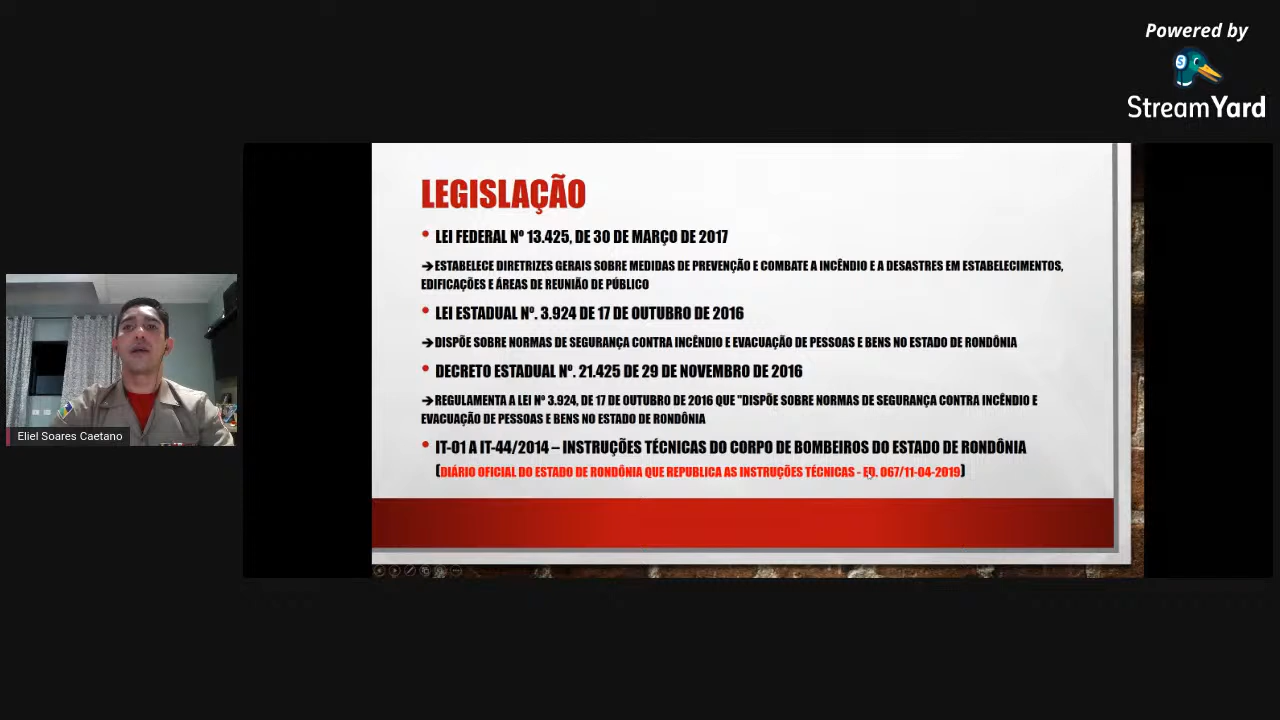 Powered by
StreamYard
LEGISLAÇÃO
• LEI FEDERAL Nº 13.425, DE 30 DE MARÇO DE 2017
➔ESTABELECE DIRETRIZES GERAIS SOBRE MEDIDAS DE PREVENÇÃO E COMBATE A INCÊNDIO E A DESASTRES EM ESTABELECIMENTOS,
EDIFICAÇÕES E ÁREAS DE REUNIÃO DE PÚBLICO
• LEI ESTADUAL Nº. 3.924 DE 17 DE OUTUBRO DE 2016
➔DISPÕE SOBRE NORMAS DE SEGURANÇA CONTRA INCÊNDIO E EVACUAÇÃO DE PESSOAS E BENS NO ESTADO DE RONDÔNIA
• DECRETO ESTADUAL Nº. 21.425 DE 29 DE NOVEMBRO DE 2016
➔REGULAMENTA A LEI Nº 3.924, DE 17 DE OUTUBRO DE 2016 QUE "DISPÕE SOBRE NORMAS DE SEGURANÇA CONTRA INCÊNDIO E
EVACUAÇÃO DE PESSOAS E BENS NO ESTADO DE RONDÔNIA
• IT-01 A IT-44/2014 – INSTRUÇÕES TÉCNICAS DO CORPO DE BOMBEIROS DO ESTADO DE RONDÔNIA
(DIÁRIO OFICIAL DO ESTADO DE RONDÔNIA QUE REPUBLICA AS INSTRUÇÕES TÉCNICAS - ED. 067/11-04-2019)
Eliel Soares Caetano